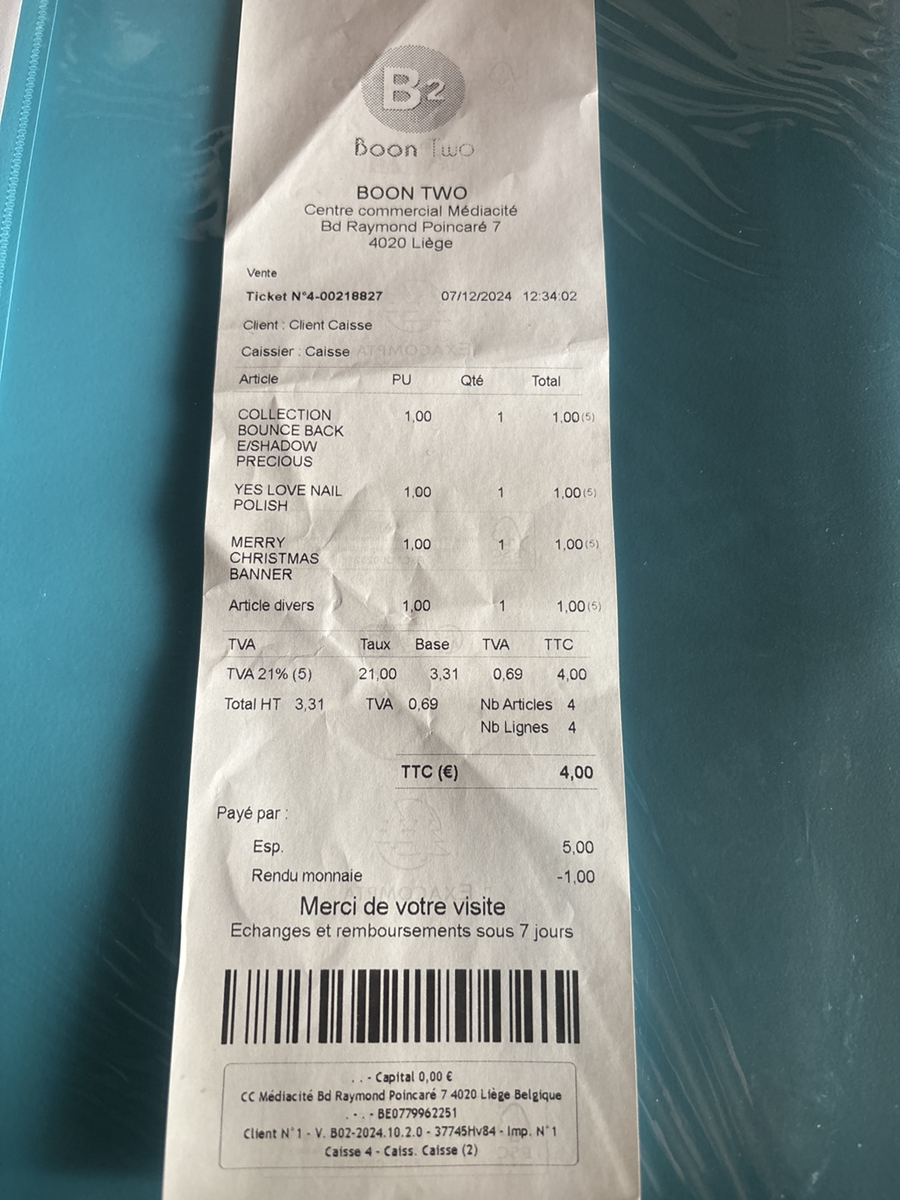 B2
Boon Two
BOON TWO
Centre commercial Médiacité
Bd Raymond Poincaré 7
4020 Liège
Vente
Ticket N°4-00218827 07/12/2024 12:34:02
Client : Client Caisse
Caissier : Caisse
Article PU Qté Total
COLLECTION 1,00 1 1,00(5)
BOUNCE BACK
E/SHADOW
PRECIOUS
YES LOVE NAIL 1,00 1 1,00(5)
POLISH
MERRY 1,00 1 1,00(5)
CHRISTMAS
BANNER
Article divers 1,00 1 1,00(5)
TVA Taux Base TVA TTC
TVA 21% (5) 21,00 3,31 0,69 4,00
Total HT 3,31 TVA 0,69 Nb Articles 4
Nb Lignes 4
TTC (€) 4,00
Payé par :
Esp. 5,00
Rendu monnaie -1,00
Merci de votre visite
Echanges et remboursements sous 7 jours
. . - Capital 0,00 €
CC Médiacité Bd Raymond Poincaré 7 4020 Liège Belgique
. - . - BE0779962251
Client N°1 - V. B02-2024.10.2.0 - 37745Hv84 - Imp. N°1
Caisse 4 - Caiss. Caisse (2)